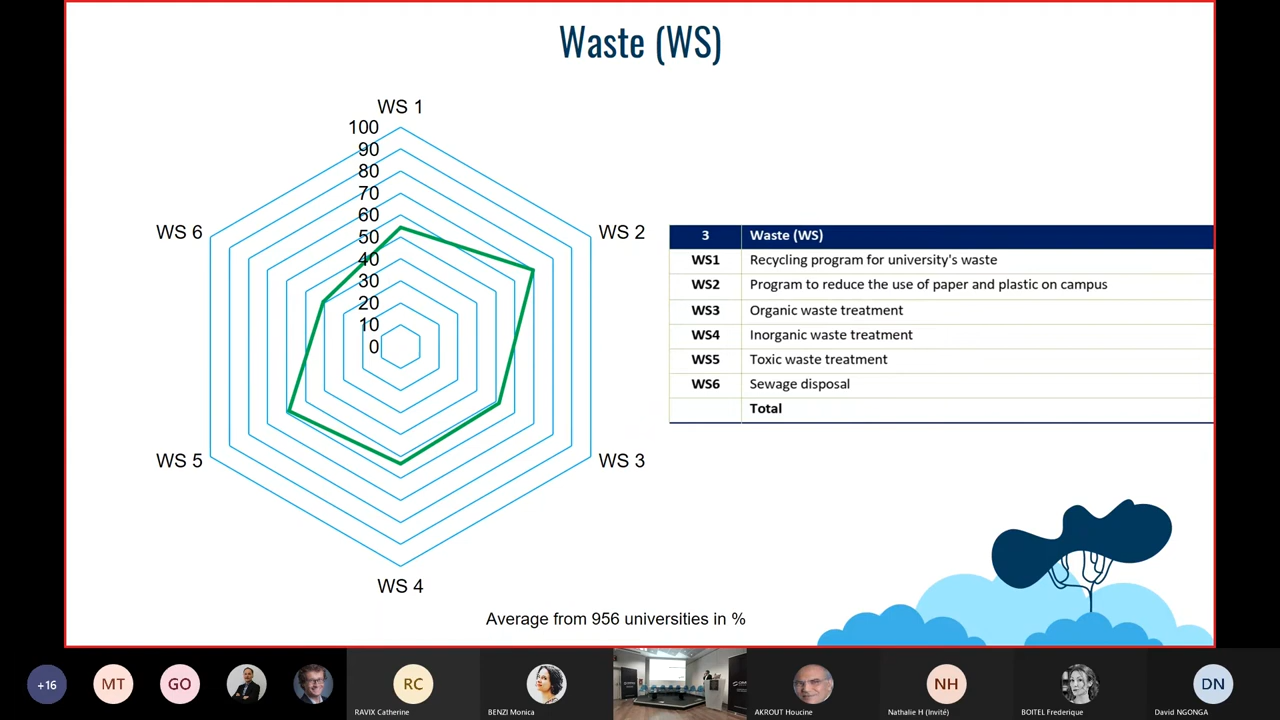 Waste (WS)
WS 1
100
90
80
70
60
50
40
30
20
10
0
WS 6
WS 2
WS 5
WS 3
WS 4
3 Waste (WS)
WS1 Recycling program for university's waste
WS2 Program to reduce the use of paper and plastic on campus
WS3 Organic waste treatment
WS4 Inorganic waste treatment
WS5 Toxic waste treatment
WS6 Sewage disposal
Total
Average from 956 universities in %
+16
MT
GO
RC
NH
DN
RAVIX Catherine
BENZI Monica
AKROUT Houcine
Nathalie H (Invité)
BOITEL Frederique
David NGONGA